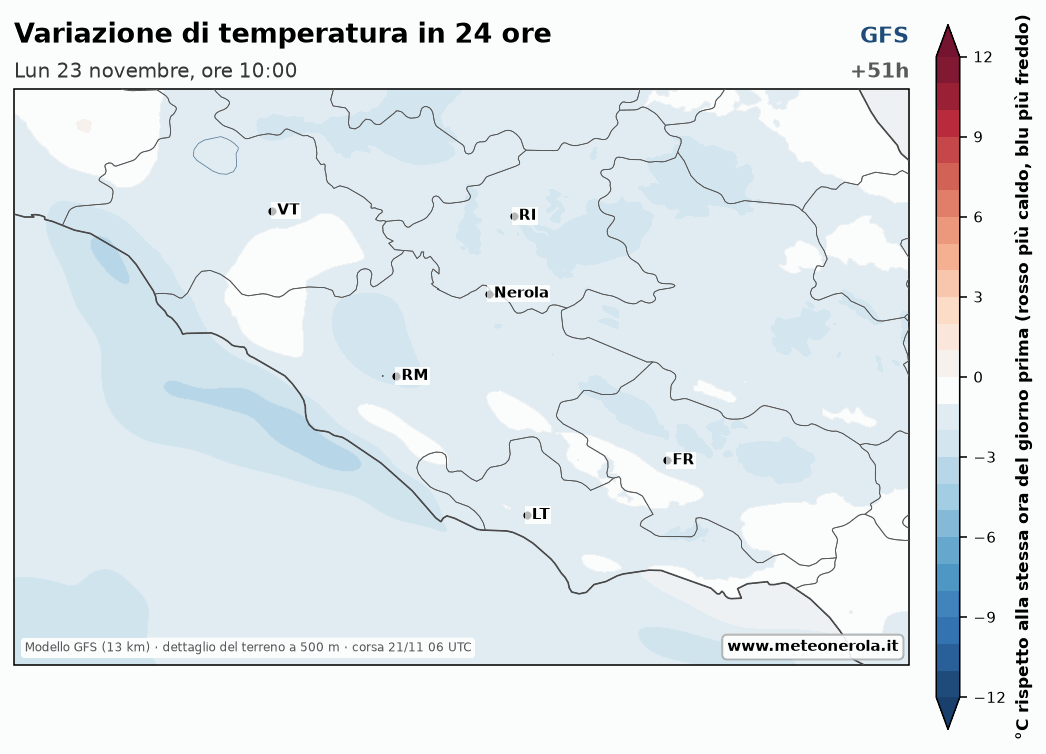 Variazione di temperatura in 24 ore
GFS
Lun 23 novembre, ore 10:00
+51h
VT
RI
Nerola
RM
FR
LT
Modello GFS (13 km) · dettaglio del terreno a 500 m · corsa 21/11 06 UTC
www.meteonerola.it
12
9
6
3
0
−3
−6
−9
−12
°C rispetto alla stessa ora del giorno prima (rosso più caldo, blu più freddo)